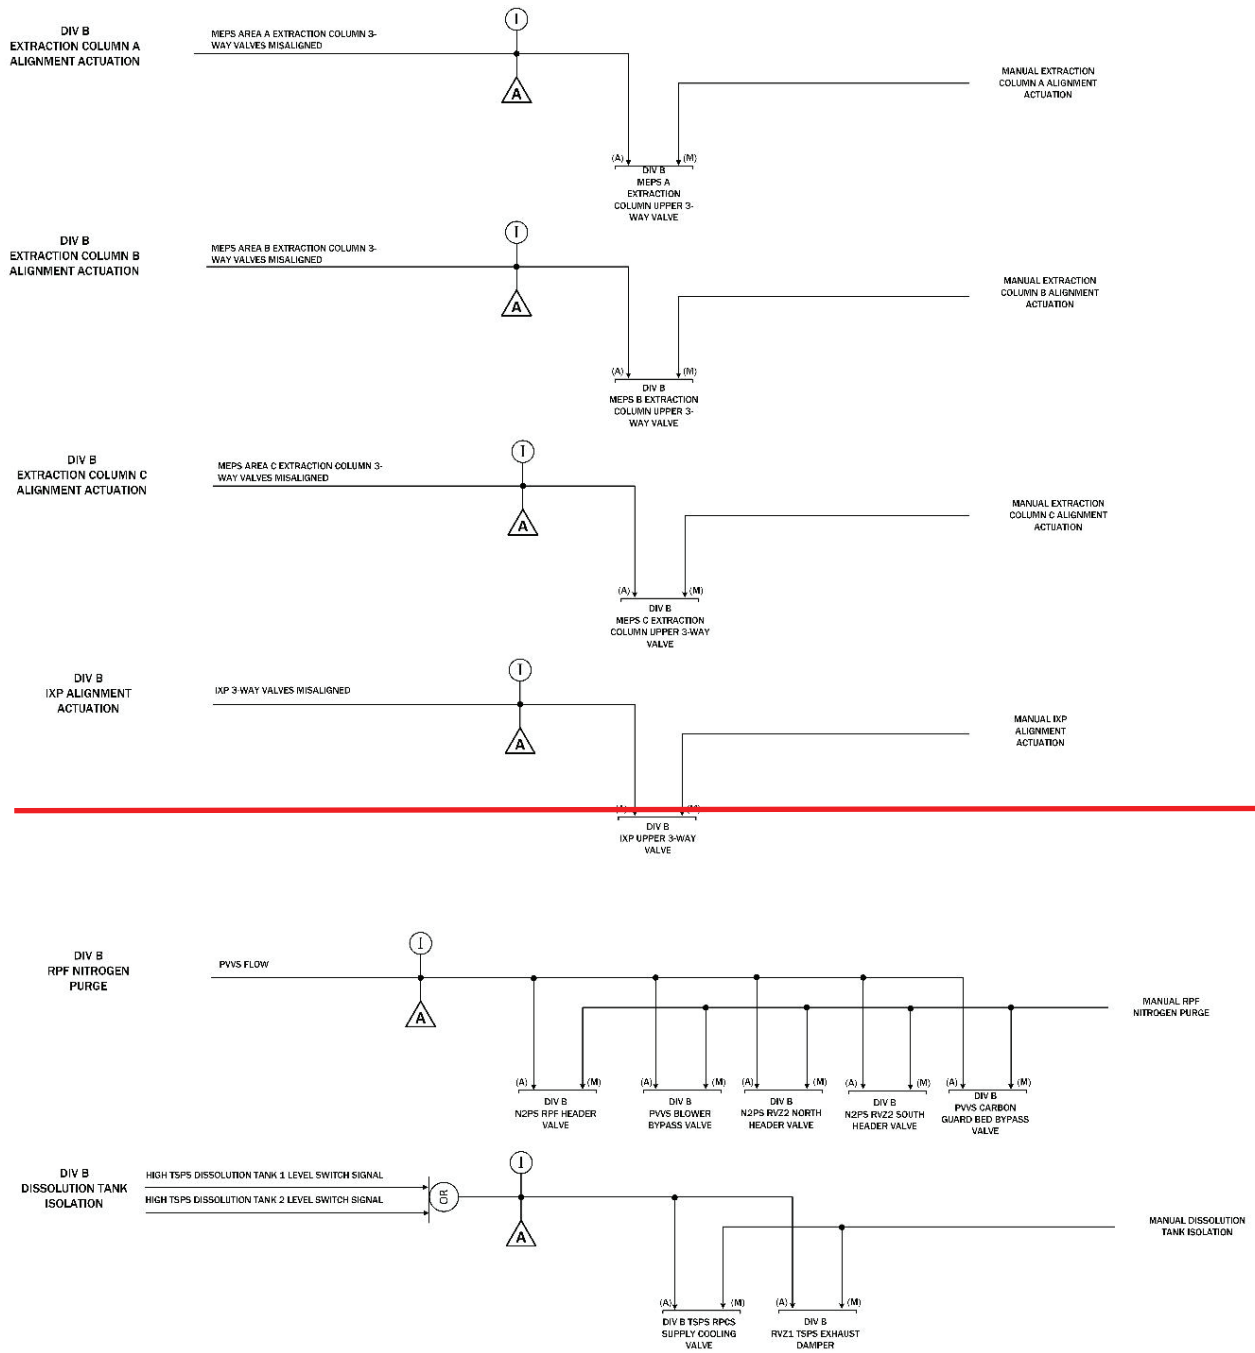 DIV B
EXTRACTION COLUMN A
ALIGNMENT ACTUATION
MEPS AREA A EXTRACTION COLUMN 3-
WAY VALVES MISALIGNED
I
A
MANUAL EXTRACTION
COLUMN A ALIGNMENT
ACTUATION
(A)
(M)
DIV B
MEPS A
EXTRACTION
COLUMN UPPER 3-
WAY VALVE
DIV B
EXTRACTION COLUMN B
ALIGNMENT ACTUATION
MEPS AREA B EXTRACTION COLUMN 3-
WAY VALVES MISALIGNED
I
A
MANUAL EXTRACTION
COLUMN B ALIGNMENT
ACTUATION
(A)
(M)
DIV B
MEPS B EXTRACTION
COLUMN UPPER 3-
WAY VALVE
DIV B
EXTRACTION COLUMN C
ALIGNMENT ACTUATION
MEPS AREA C EXTRACTION COLUMN 3-
WAY VALVES MISALIGNED
I
A
MANUAL EXTRACTION
COLUMN C ALIGNMENT
ACTUATION
(A)
(M)
DIV B
MEPS C EXTRACTION
COLUMN UPPER 3-WAY
VALVE
DIV B
IXP ALIGNMENT
ACTUATION
IXP 3-WAY VALVES MISALIGNED
I
A
MANUAL IXP
ALIGNMENT
ACTUATION
DIV B
IXP UPPER 3-WAY
VALVE
DIV B
RPF NITROGEN
PURGE
PVVS FLOW
I
A
MANUAL RPF
NITROGEN PURGE
(A)
(M)
(A)
(M)
(A)
(M)
(A)
(M)
(A)
(M)
DIV B
N2PS RPF HEADER
VALVE
DIV B
PVVS BLOWER
BYPASS VALVE
DIV B
N2PS RVZ2 NORTH
HEADER VALVE
DIV B
N2PS RVZ2 SOUTH
HEADER VALVE
DIV B
PVVS CARBON
GUARD BED BYPASS
VALVE
DIV B
DISSOLUTION TANK
ISOLATION
HIGH TSPS DISSOLUTION TANK 1 LEVEL SWITCH SIGNAL
HIGH TSPS DISSOLUTION TANK 2 LEVEL SWITCH SIGNAL
OR
I
A
MANUAL DISSOLUTION
TANK ISOLATION
(A)
(M)
(A)
(M)
DIV B TSPS RPCS
SUPPLY COOLING
VALVE
DIV B
RVZ1 TSPS EXHAUST
DAMPER